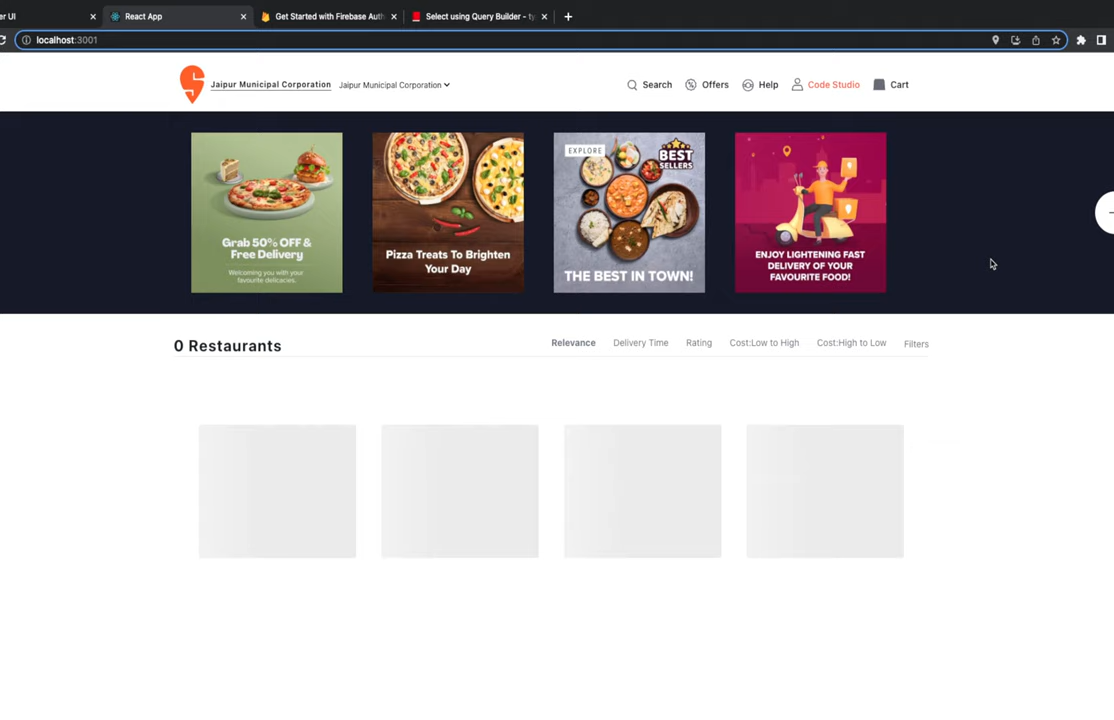 er UI
React App
Get Started with Firebase Auth
Select using Query Builder - ty
localhost:3001
Jaipur Municipal Corporation
Jaipur Municipal Corporation
Search
Offers
Help
Code Studio
Cart
Grab 50% OFF &
Free Delivery
Welcoming you with your
favourite delicacies.
Pizza Treats To Brighten
Your Day
EXPLORE
BEST
SELLERS
THE BEST IN TOWN!
ENJOY LIGHTENING FAST
DELIVERY OF YOUR
FAVOURITE FOOD!
0 Restaurants
Relevance
Delivery Time
Rating
Cost:Low to High
Cost:High to Low
Filters